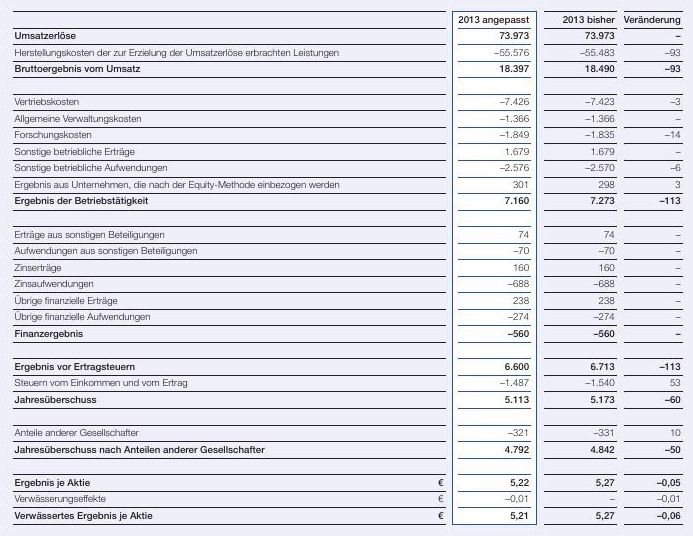 2013 angepasst 2013 bisher Veränderung
Umsatzerlöse 73.973 73.973 –
Herstellungskosten der zur Erzielung der Umsatzerlöse erbrachten Leistungen –55.576 –55.483 –93
Bruttoergebnis vom Umsatz 18.397 18.490 –93
Vertriebskosten –7.426 –7.423 –3
Allgemeine Verwaltungskosten –1.366 –1.366 –
Forschungskosten –1.849 –1.835 –14
Sonstige betriebliche Erträge 1.679 1.679 –
Sonstige betriebliche Aufwendungen –2.576 –2.570 –6
Ergebnis aus Unternehmen, die nach der Equity-Methode einbezogen werden 301 298 3
Ergebnis der Betriebstätigkeit 7.160 7.273 –113
Erträge aus sonstigen Beteiligungen 74 74 –
Aufwendungen aus sonstigen Beteiligungen –70 –70 –
Zinserträge 160 160 –
Zinsaufwendungen –688 –688 –
Übrige finanzielle Erträge 238 238 –
Übrige finanzielle Aufwendungen –274 –274 –
Finanzergebnis –560 –560 –
Ergebnis vor Ertragsteuern 6.600 6.713 –113
Steuern vom Einkommen und vom Ertrag –1.487 –1.540 53
Jahresüberschuss 5.113 5.173 –60
Anteile anderer Gesellschafter –321 –331 10
Jahresüberschuss nach Anteilen anderer Gesellschafter 4.792 4.842 –50
Ergebnis je Aktie € 5,22 5,27 –0,05
Verwässerungseffekte € –0,01 – –0,01
Verwässertes Ergebnis je Aktie € 5,21 5,27 –0,06